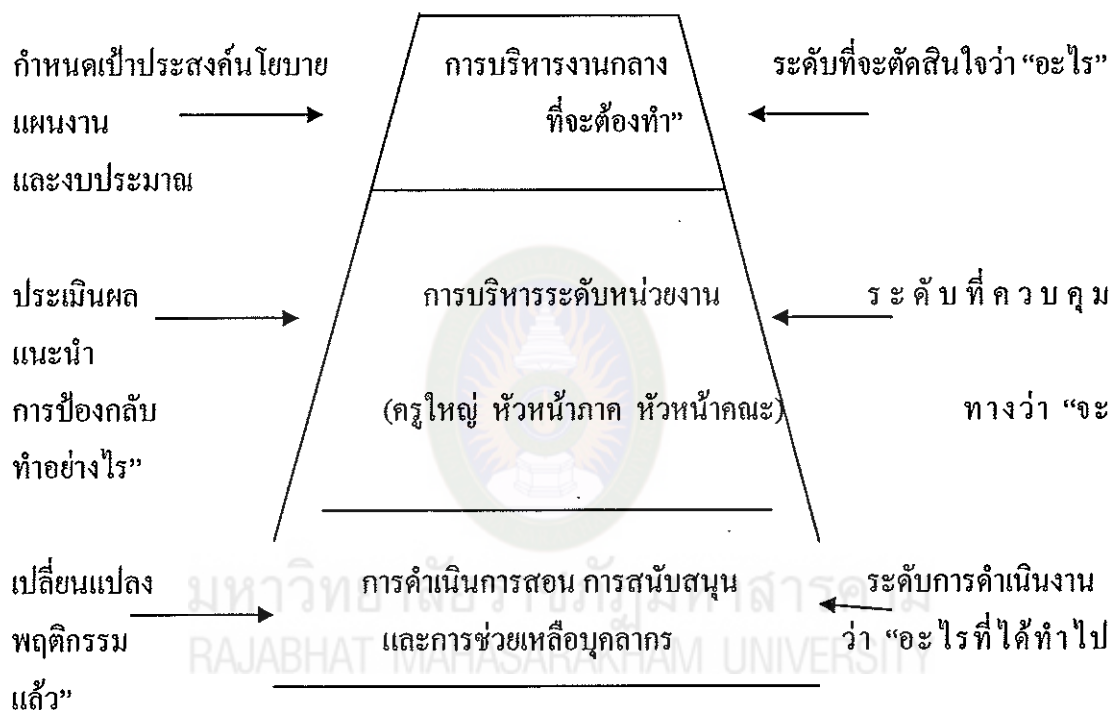 กำหนดเป้าประสงค์นโยบาย การบริหารงานกลาง ระดับที่จะตัดสินใจว่า “อะไร”
แผนงาน ที่จะต้องทำ”
และงบประมาณ
ประเมินผล การบริหารระดับหน่วยงาน ร ะ ดั บ ที่ ค ว บ คุ ม
แนะนำ
การป้องกลับ (ครูใหญ่ หัวหน้าภาค หัวหน้าคณะ) ทางว่า “จะ
ทำอย่างไร”
เปลี่ยนแปลง การดำเนินการสอน การสนับสนุน ระดับการดำเนินงาน
มหาวิทยาลัยราชภัฏมหาสารคาม
พฤติกรรม และการช่วยเหลือบุคลากร ว่า “อะไรที่ได้ทำไป
RAJABHAT MAHASARAKHAM UNIVERSITY
แล้ว”